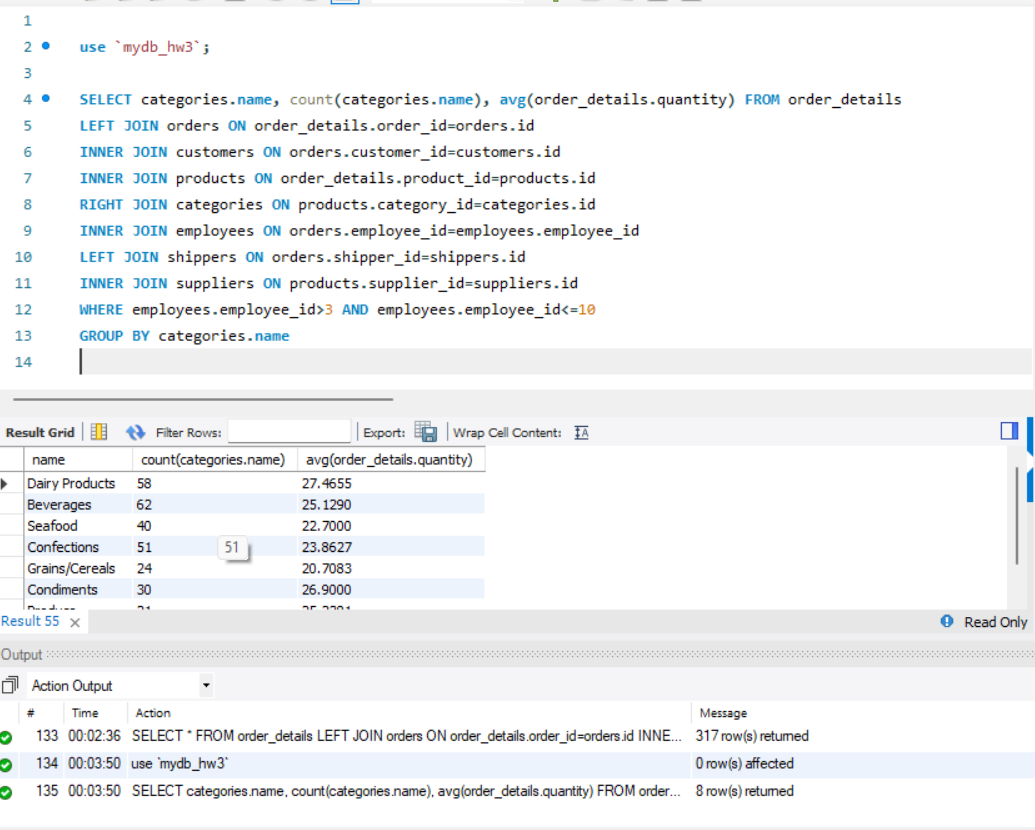 1
2 use `mydb_hw3`;
3
4 SELECT categories.name, count(categories.name), avg(order_details.quantity) FROM order_details
5 LEFT JOIN orders ON order_details.order_id=orders.id
6 INNER JOIN customers ON orders.customer_id=customers.id
7 INNER JOIN products ON order_details.product_id=products.id
8 RIGHT JOIN categories ON products.category_id=categories.id
9 INNER JOIN employees ON orders.employee_id=employees.employee_id
10 LEFT JOIN shippers ON orders.shipper_id=shippers.id
11 INNER JOIN suppliers ON products.supplier_id=suppliers.id
12 WHERE employees.employee_id>3 AND employees.employee_id<=10
13 GROUP BY categories.name
14
Result Grid Filter Rows: Export: Wrap Cell Content: IA
name count(categories.name) avg(order_details.quantity)
Dairy Products 58 27.4655
Beverages 62 25.1290
Seafood 40 22.7000
Confections 51 51 23.8627
Grains/Cereals 24 20.7083
Condiments 30 26.9000
Result 55 Read Only
Output
Action Output
# Time Action Message
133 00:02:36 SELECT * FROM order_details LEFT JOIN orders ON order_details.order_id=orders.id INNE... 317 row(s) returned
134 00:03:50 use `mydb_hw3` 0 row(s) affected
135 00:03:50 SELECT categories.name, count(categories.name), avg(order_details.quantity) FROM order... 8 row(s) returned